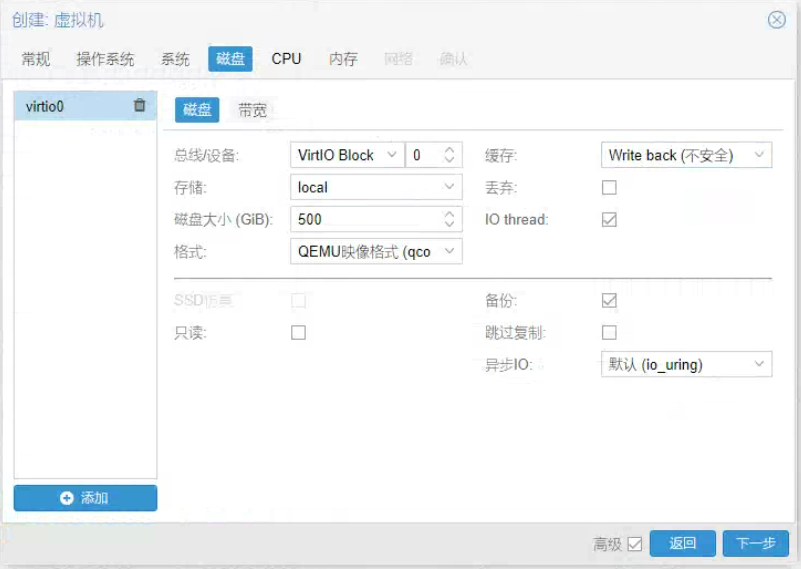 创建: 虚拟机
常规 操作系统 系统 磁盘 CPU 内存 网络 确认
virtio0
磁盘 带宽
总线/设备: VirtIO Block 0 缓存: Write back (不安全)
存储: local 丢弃:
磁盘大小 (GiB): 500 IO thread:
格式: QEMU映像格式 (qco
SSD仿真 备份:
只读: 跳过复制:
异步IO: 默认 (io_uring)
添加
高级 返回 下一步